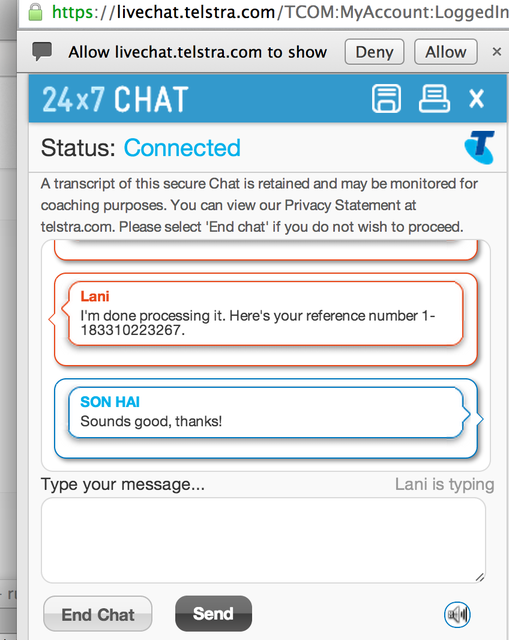 https://livechat.telstra.com/TCOM:MyAccount:LoggedIn
Allow livechat.telstra.com to show Deny Allow ×
24x7 CHAT X
Status: Connected
A transcript of this secure Chat is retained and may be monitored for
coaching purposes. You can view our Privacy Statement at
telstra.com. Please select 'End chat' if you do not wish to proceed.
Lani
I'm done processing it. Here's your reference number 1-
183310223267.
SON HAI
Sounds good, thanks!
Type your message... Lani is typing
End Chat Send